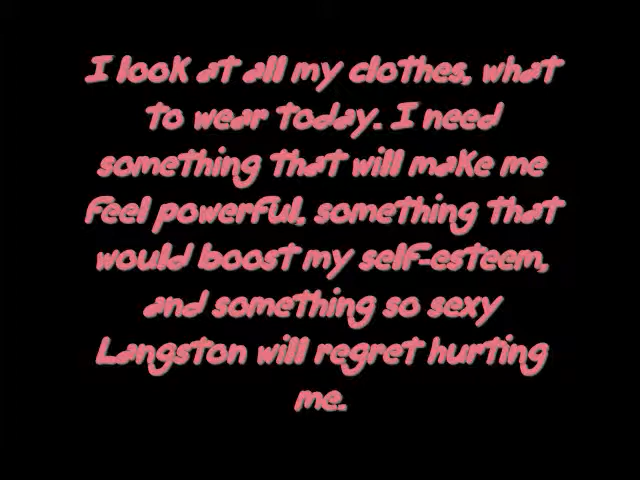 I look at all my clothes, what
to wear today. I need
something that will make me
feel powerful, something that
would boost my self-esteem,
and something so sexy
Langston will regret hurting
me.